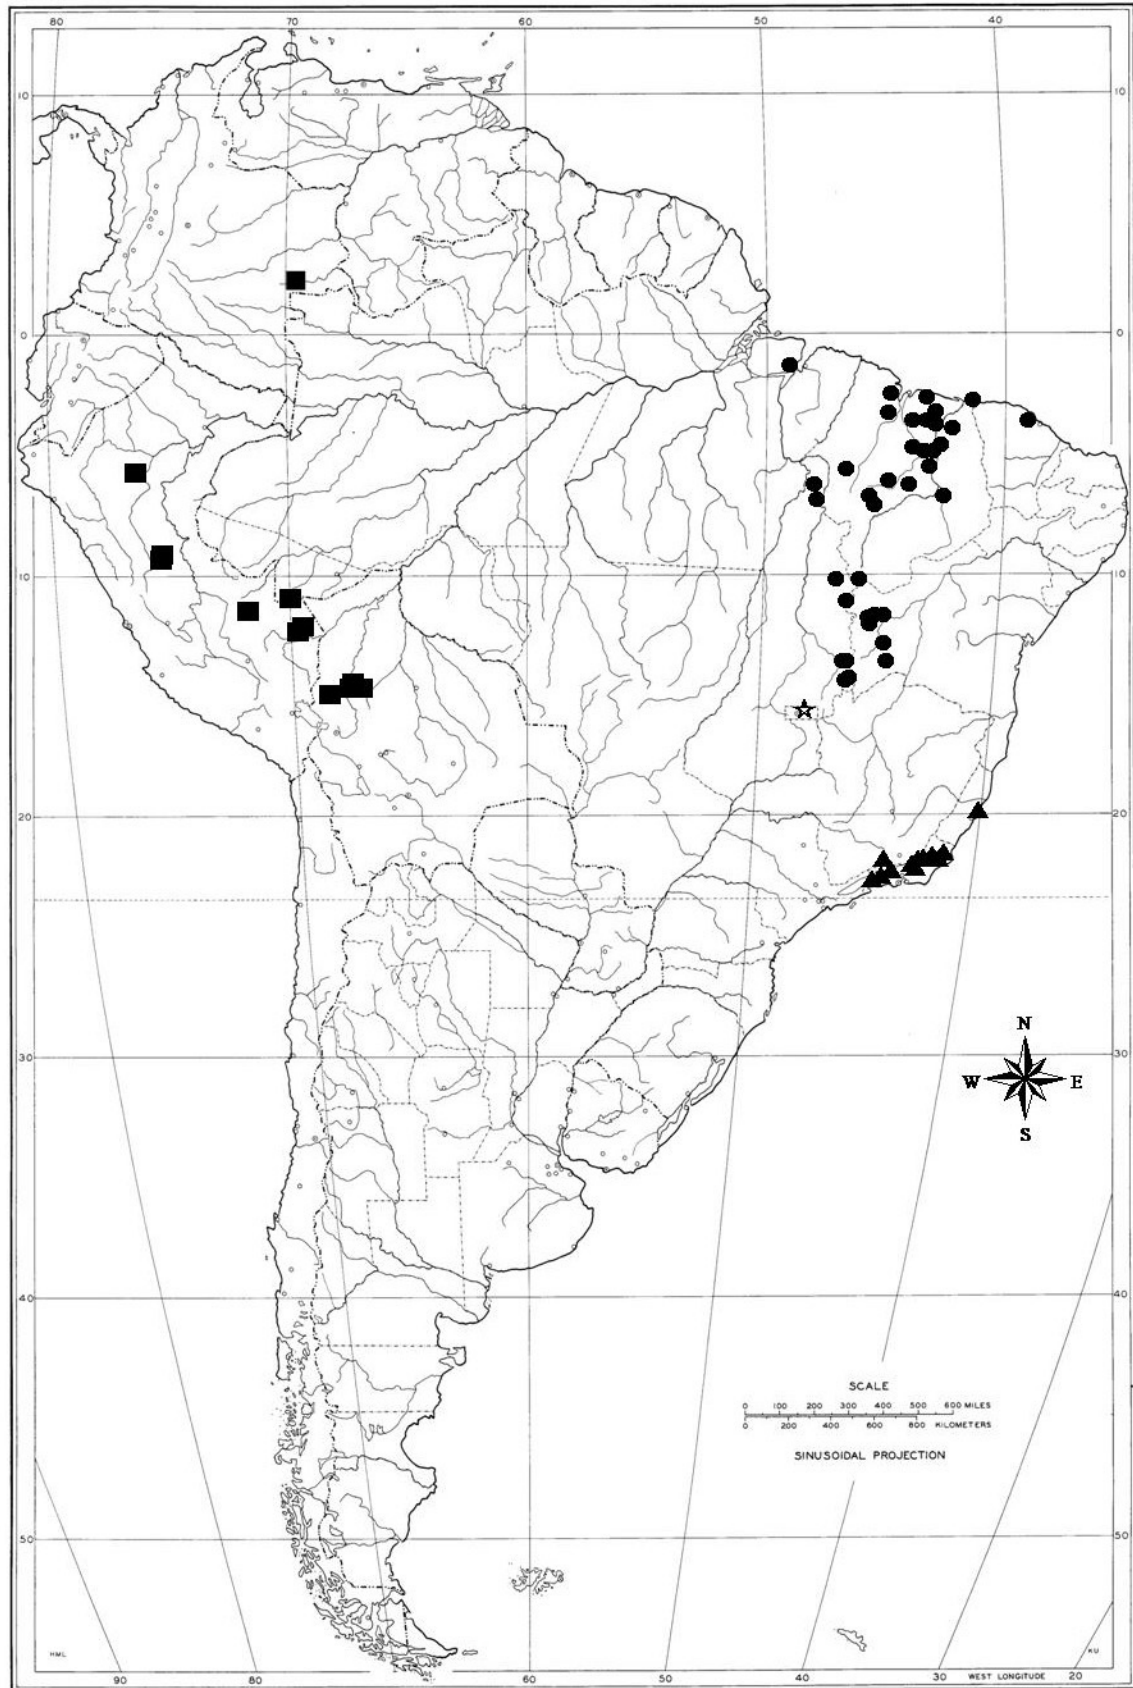 80 70 60 50 40
10 10
0 0
10 10
20 20
N
30 30
W E
S
40 40
SCALE
0 100 200 300 400 500 600 MILES
0 200 400 600 800 KILOMETERS
SINUSOIDAL PROJECTION
50 50
HML KU
90 80 70 60 50 40 30 WEST LONGITUDE 20